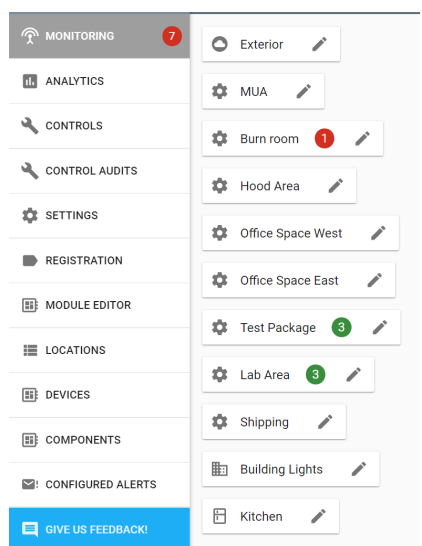 MONITORING 7
ANALYTICS
CONTROLS
CONTROL AUDITS
SETTINGS
REGISTRATION
MODULE EDITOR
LOCATIONS
DEVICES
COMPONENTS
CONFIGURED ALERTS
GIVE US FEEDBACK!
Exterior
MUA
Burn room 1
Hood Area
Office Space West
Office Space East
Test Package 3
Lab Area 3
Shipping
Building Lights
Kitchen